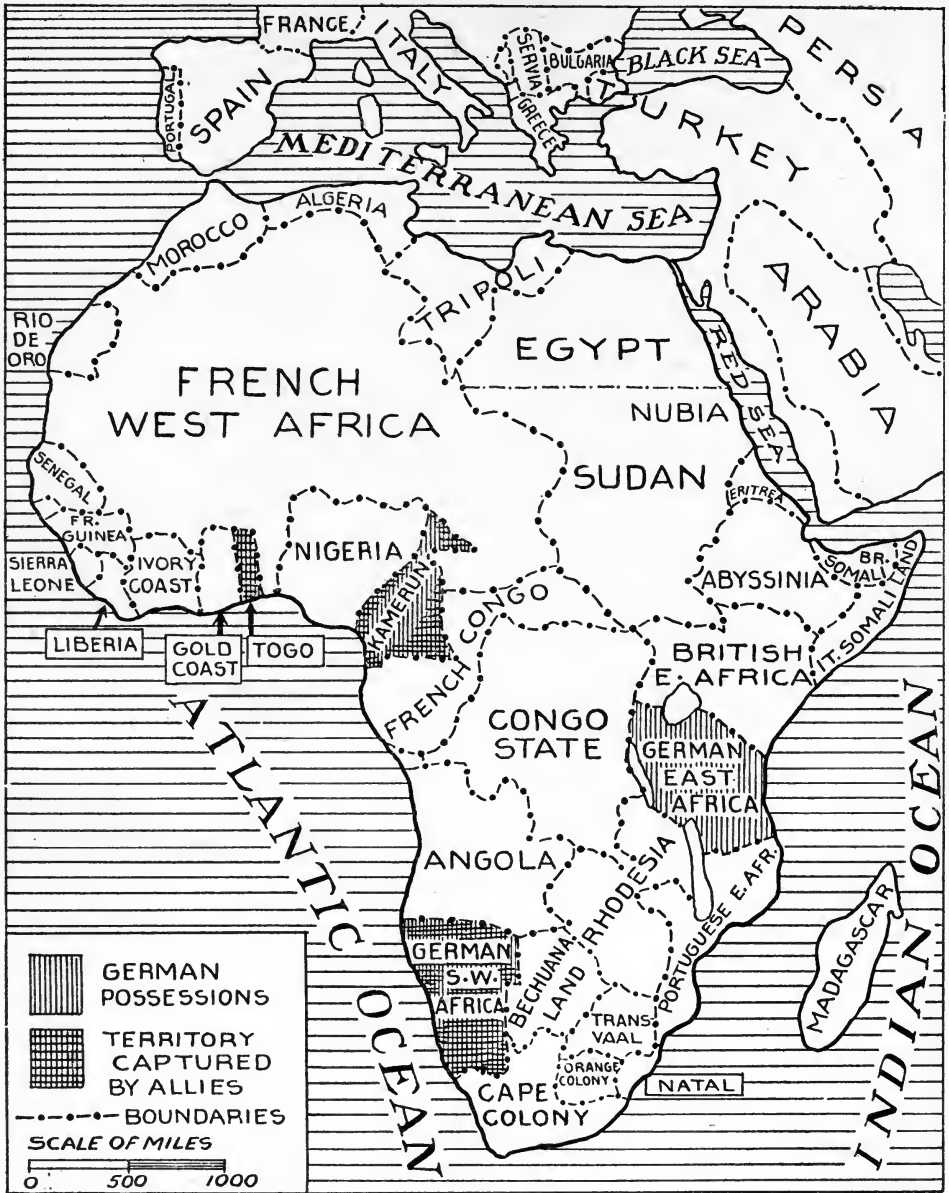 FRANCE
ITALY
SERVIA
BULGARIA
BLACK SEA
PERSIA
PORTUGAL
SPAIN
GREECE
TURKEY
MEDITERRANEAN SEA
MOROCCO
ALGERIA
TRIPOLI
ARABIA
RIO
DE
ORO
FRENCH
WEST AFRICA
EGYPT
RED SEA
NUBIA
SUDAN
SENEGAL
FR.
GUINEA
ERITREA
SIERRA
LEONE
IVORY
COAST
NIGERIA
KAMERUN
ABYSSINIA
BR.
SOMALI
IT. SOMALI LAND
LIBERIA
GOLD
COAST
TOGO
FRENCH CONGO
BRITISH
E. AFRICA
CONGO
STATE
GERMAN
EAST
AFRICA
ATLANTIC OCEAN
INDIAN OCEAN
ANGOLA
RHODESIA
PORTUGUESE E. AFR.
MADAGASCAR
GERMAN
S.W.
AFRICA
BECHUANA
LAND
TRANS
VAAL
ORANGE
COLONY
NATAL
CAPE
COLONY
GERMAN
POSSESSIONS
TERRITORY
CAPTURED
BY ALLIES
BOUNDARIES
SCALE OF MILES
0 500 1000